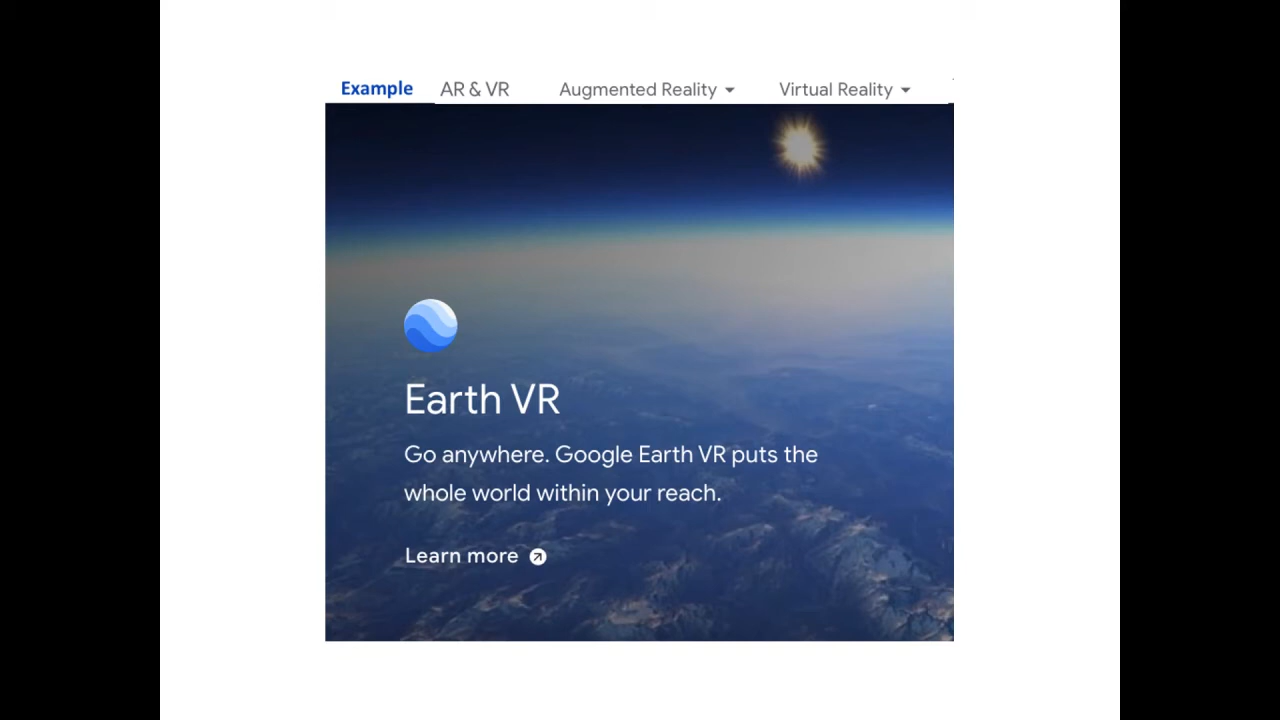 Example AR & VR Augmented Reality Virtual Reality
Earth VR
Go anywhere. Google Earth VR puts the
whole world within your reach.
Learn more